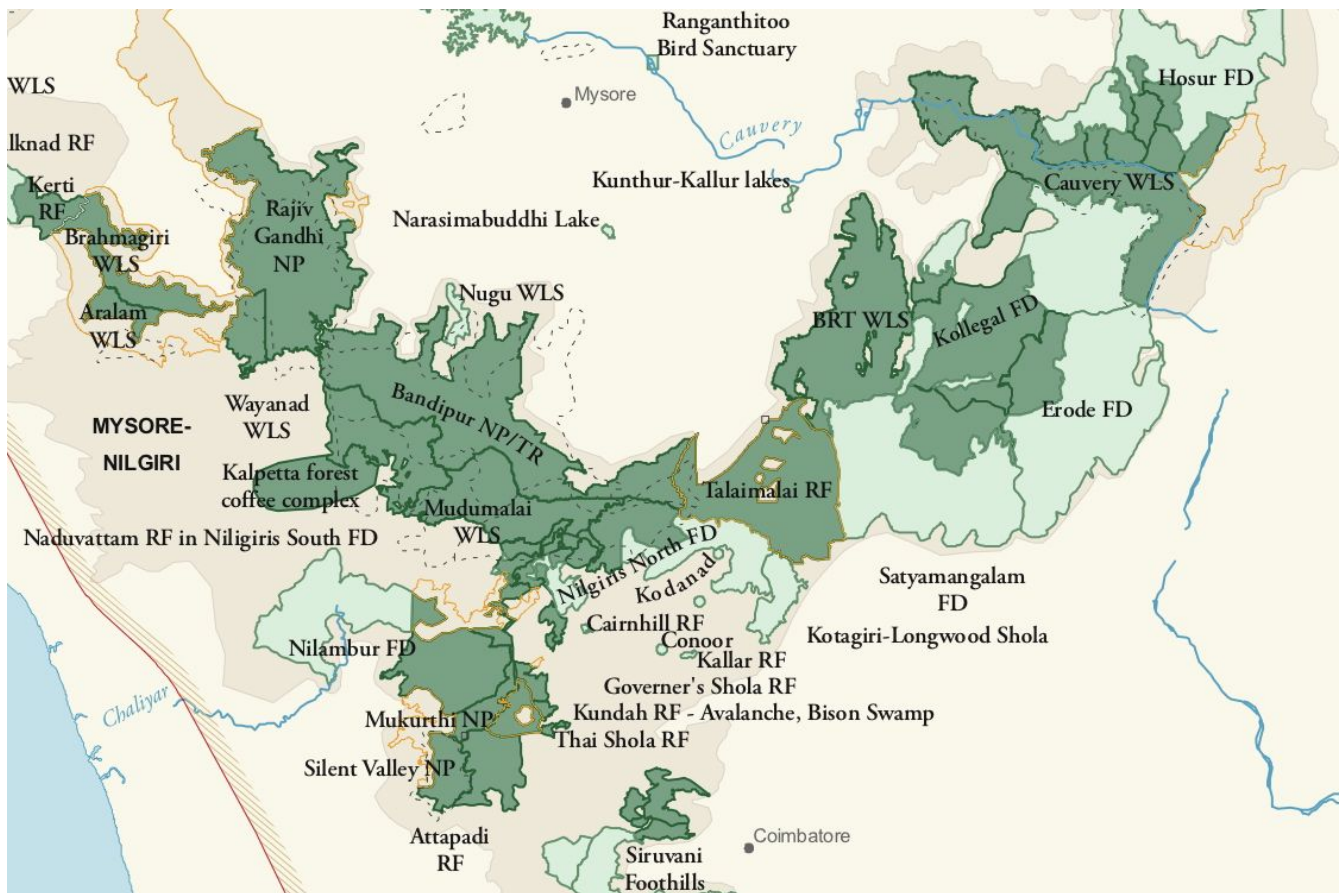 Ranganthitoo
Bird Sanctuary
Hosur FD
WLS
Mysore
Cauvery
lknad RF
Kerti
RF
Kunthur-Kallur lakes
Cauvery WLS
Rajiv
Gandhi
NP
Narasimabuddhi Lake
Brahmagiri
WLS
Nugu WLS
Aralam
WLS
BRT WLS
Kollegal FD
Bandipur NP/TR
Wayanad
WLS
Erode FD
MYSORE-
NILGIRI
Kalpetta forest
coffee complex
Talaimalai RF
Mudumalai
WLS
Naduvattam RF in Niligiris South FD
Nilgiris North FD
Kodanad
Satyamangalam
FD
Cairnhill RF
Conoor
Kotagiri-Longwood Shola
Nilambur FD
Kallar RF
Governer's Shola RF
Chaliyar
Mukurthi NP
Kundah RF - Avalanche, Bison Swamp
Thai Shola RF
Silent Valley NP
Attapadi
RF
Coimbatore
Siruvani
Foothills